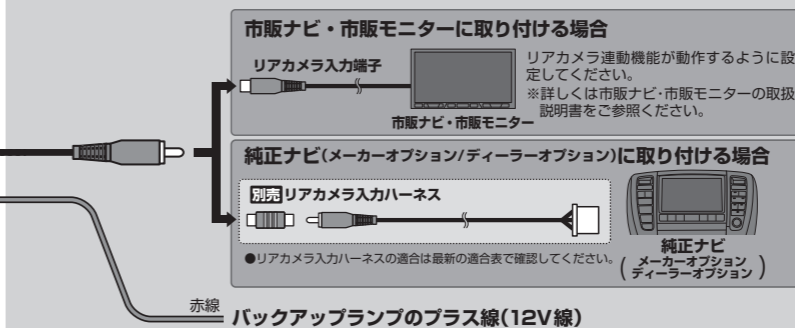 市販ナビ・市販モニターに取り付ける場合
リアカメラ入力端子
リアカメラ連動機能が動作するように設
定してください。
※詳しくは市販ナビ・市販モニターの取扱
説明書をご参照ください。
市販ナビ・市販モニター
純正ナビ(メーカーオプション/ディーラーオプション)に取り付ける場合
別売リアカメラ入力ハーネス
●リアカメラ入力ハーネスの適合は最新の適合表で確認してください。
純正ナビ
(メーカーオプション
ディーラーオプション)
赤線
バックアップランプのプラス線(12V線)